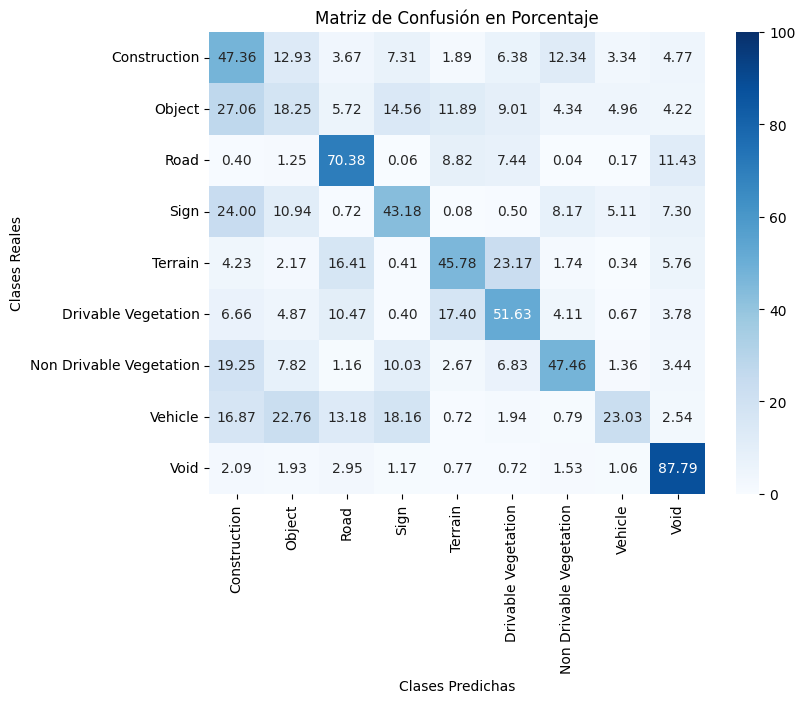 Matriz de Confusión en Porcentaje
Clases Reales
Construction 47.36 12.93 3.67 7.31 1.89 6.38 12.34 3.34 4.77
Object 27.06 18.25 5.72 14.56 11.89 9.01 4.34 4.96 4.22
Road 0.40 1.25 70.38 0.06 8.82 7.44 0.04 0.17 11.43
Sign 24.00 10.94 0.72 43.18 0.08 0.50 8.17 5.11 7.30
Terrain 4.23 2.17 16.41 0.41 45.78 23.17 1.74 0.34 5.76
Drivable Vegetation 6.66 4.87 10.47 0.40 17.40 51.63 4.11 0.67 3.78
Non Drivable Vegetation 19.25 7.82 1.16 10.03 2.67 6.83 47.46 1.36 3.44
Vehicle 16.87 22.76 13.18 18.16 0.72 1.94 0.79 23.03 2.54
Void 2.09 1.93 2.95 1.17 0.77 0.72 1.53 1.06 87.79
Construction
Object
Road
Sign
Terrain
Drivable Vegetation
Non Drivable Vegetation
Vehicle
Void
Clases Predichas
100
80
60
40
20
0